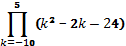 5
∏ (k² − 2k − 24)
k=−10